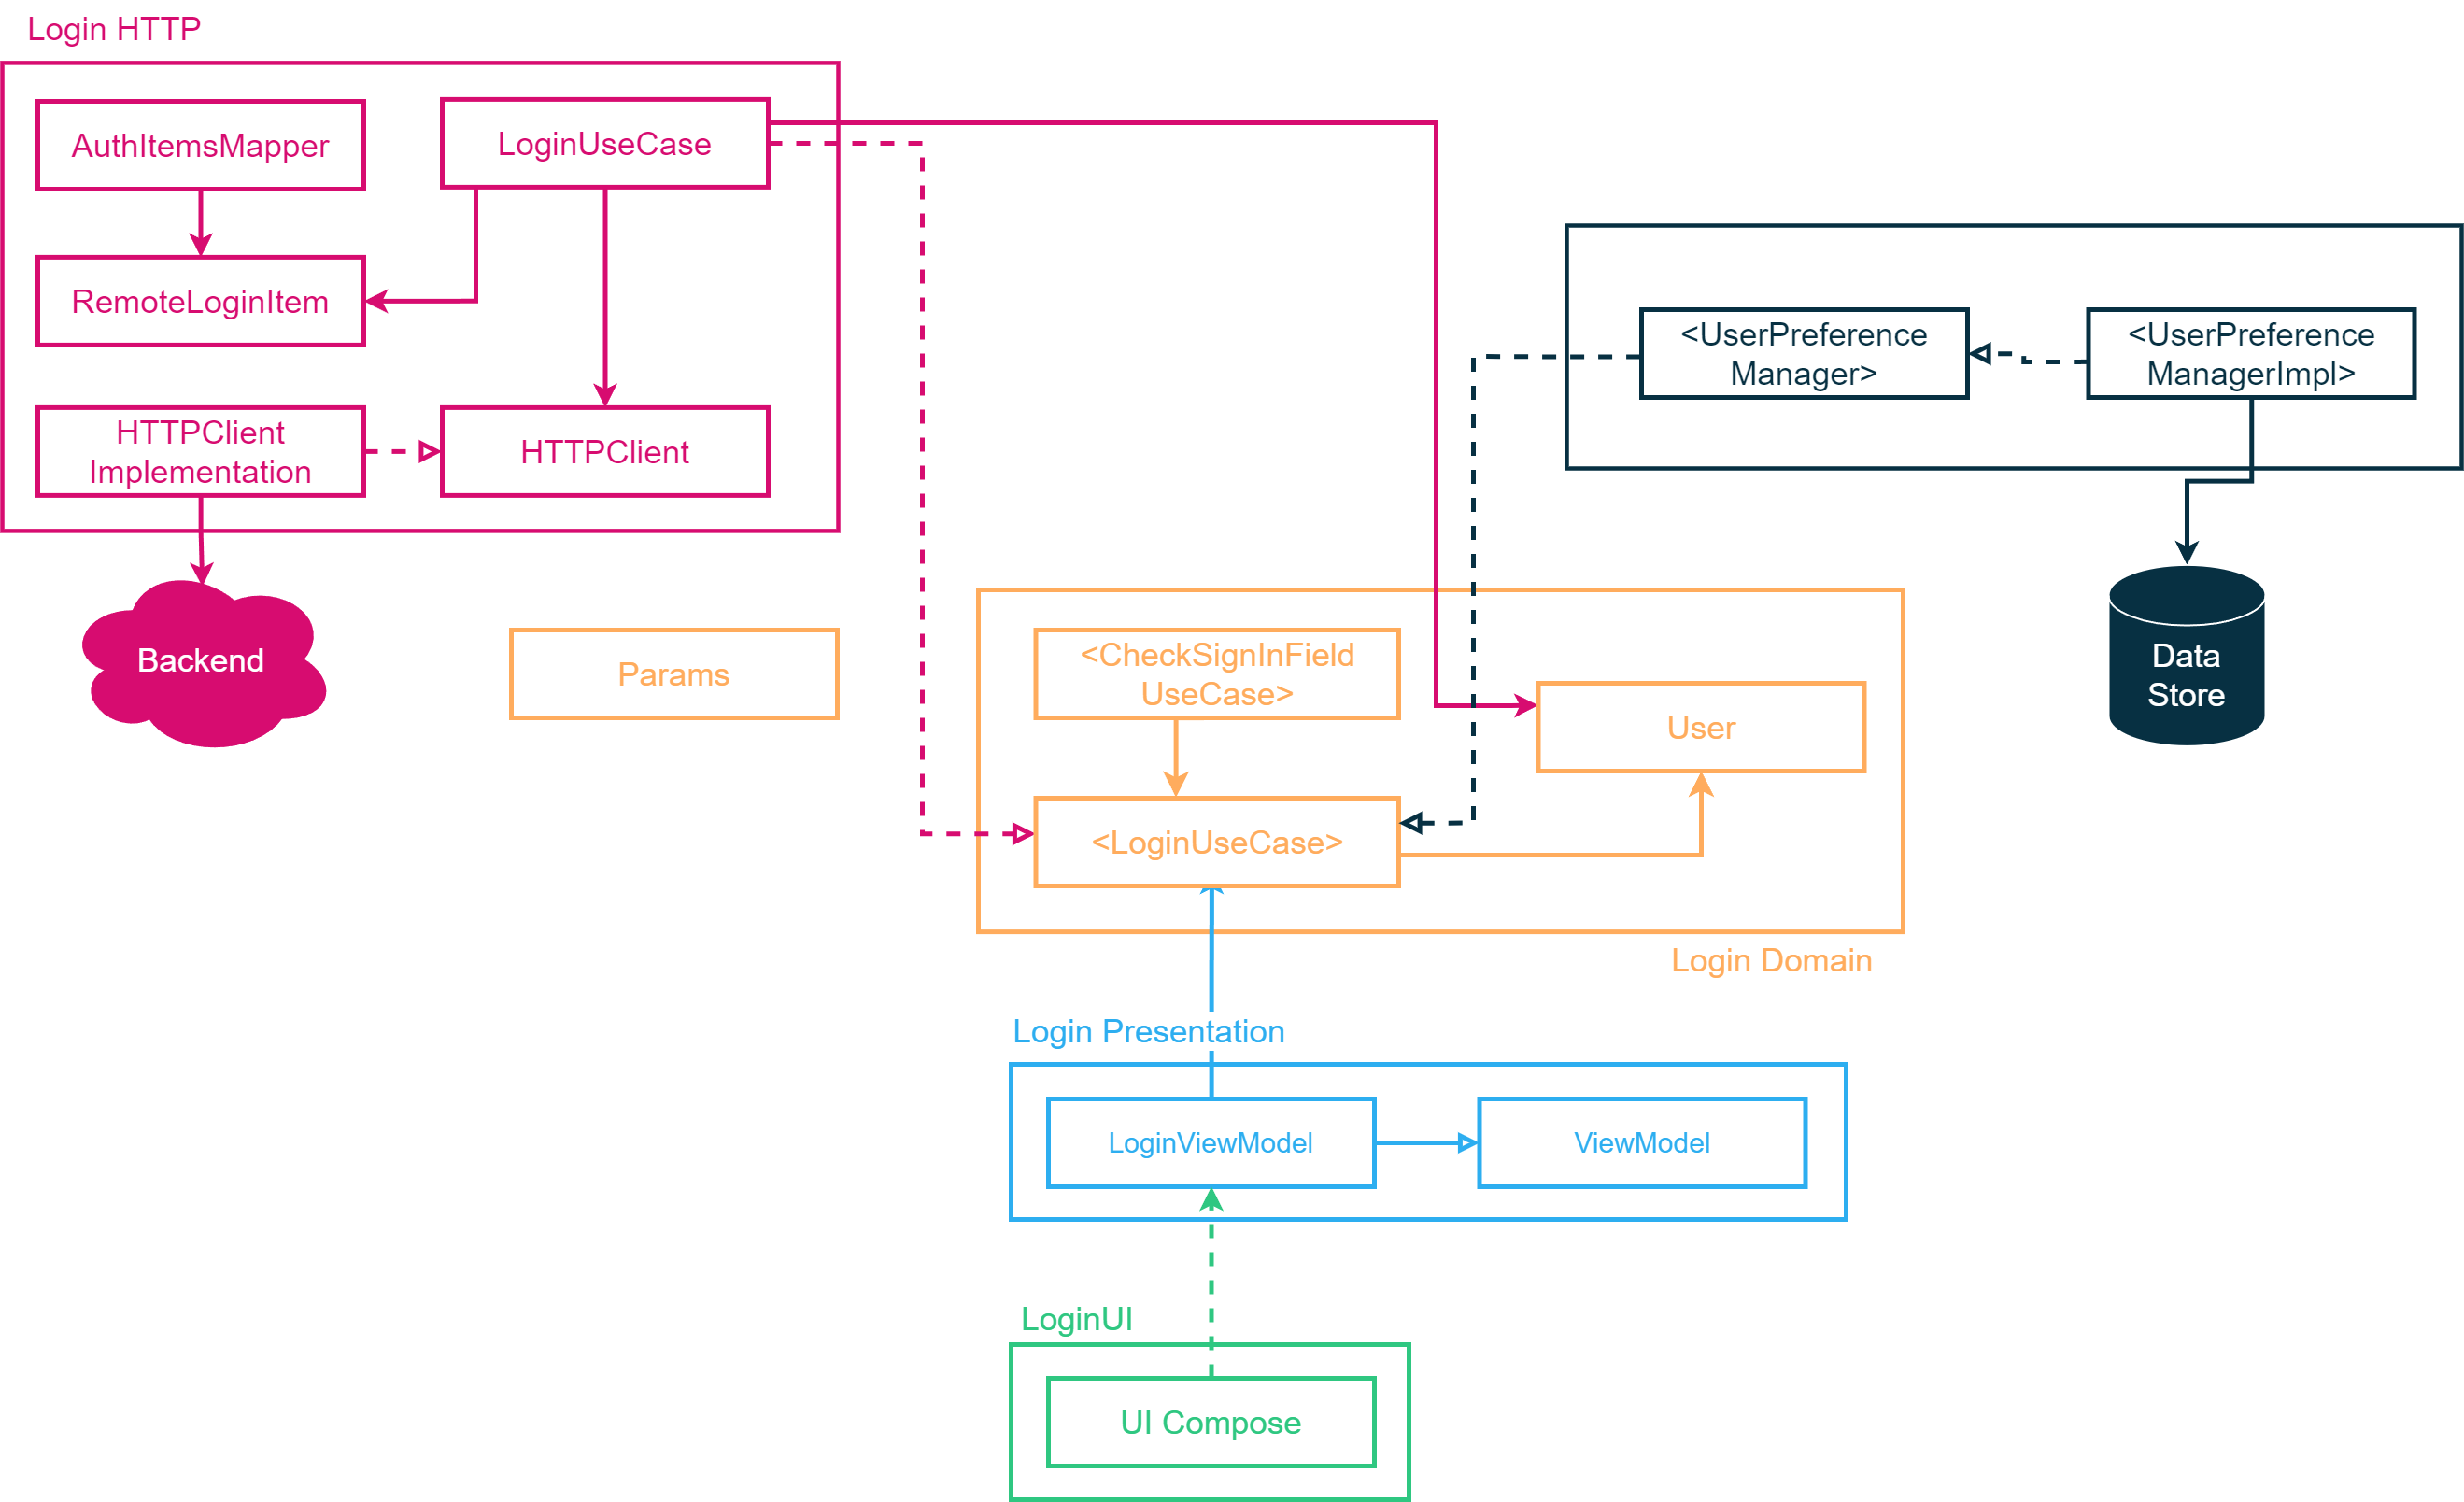 Login HTTP
AuthItemsMapper
LoginUseCase
RemoteLoginItem
<UserPreference
Manager>
<UserPreference
ManagerImpl>
HTTPClient
Implementation
HTTPClient
Backend
Params
<CheckSignInField
UseCase>
User
Data
Store
<LoginUseCase>
Login Domain
Login Presentation
LoginViewModel
ViewModel
LoginUI
UI Compose